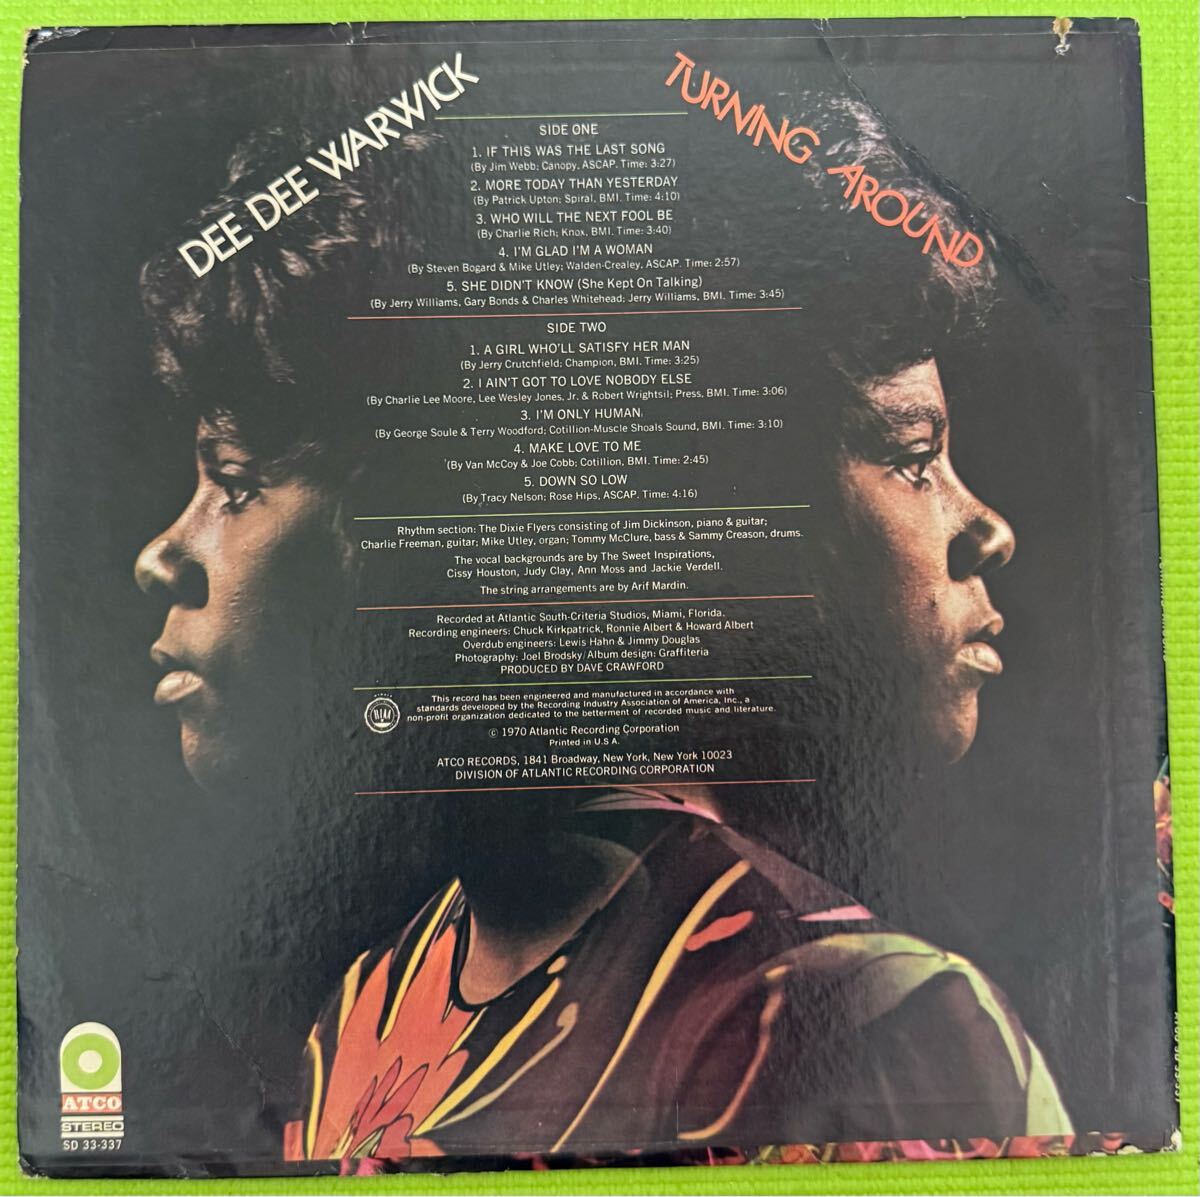 DEE DEE WARWICK
TURNING AROUND
SIDE ONE
1. IF THIS WAS THE LAST SONG
(By Jim Webb; Canopy, ASCAP. Time: 3:27)
2. MORE TODAY THAN YESTERDAY
(By Patrick Upton; Spiral, BMI. Time: 4:10)
3. WHO WILL THE NEXT FOOL BE
(By Charlie Rich; Knox, BMI. Time: 3:40)
4. I'M GLAD I'M A WOMAN
(By Steven Bogard & Mike Utley; Walden-Crealey, ASCAP. Time: 2:57)
5. SHE DIDN'T KNOW (She Kept On Talking)
(By Jerry Williams, Gary Bonds & Charles Whitehead; Jerry Williams, BMI. Time: 3:45)
SIDE TWO
1. A GIRL WHO'LL SATISFY HER MAN
(By Jerry Crutchfield; Champion, BMI. Time: 3:25)
2. I AIN'T GOT TO LOVE NOBODY ELSE
(By Charlie Lee Moore, Lee Wesley Jones, Jr. & Robert Wrightsil; Press, BMI. Time: 3:06)
3. I'M ONLY HUMAN
(By George Soule & Terry Woodford; Cotillion-Muscle Shoals Sound, BMI. Time: 3:10)
4. MAKE LOVE TO ME
(By Van McCoy & Joe Cobb; Cotillion, BMI. Time: 2:45)
5. DOWN SO LOW
(By Tracy Nelson; Rose Hips, ASCAP. Time: 4:16)
Rhythm section: The Dixie Flyers consisting of Jim Dickinson, piano & guitar;
Charlie Freeman, guitar; Mike Utley, organ; Tommy McClure, bass & Sammy Creason, drums.
The vocal backgrounds are by The Sweet Inspirations,
Cissy Houston, Judy Clay, Ann Moss and Jackie Verdell.
The string arrangements are by Arif Mardin.
Recorded at Atlantic South-Criteria Studios, Miami, Florida.
Recording engineers: Chuck Kirkpatrick, Ronnie Albert & Howard Albert
Overdub engineers: Lewis Hahn & Jimmy Douglas
Photography: Joel Brodsky/Album design: Graffiteria
PRODUCED BY DAVE CRAWFORD
This record has been engineered and manufactured in accordance with
standards developed by the Recording Industry Association of America, Inc., a
non-profit organization dedicated to the betterment of recorded music and literature.
© 1970 Atlantic Recording Corporation
Printed in U.S.A.
ATCO RECORDS, 1841 Broadway, New York, New York 10023
DIVISION OF ATLANTIC RECORDING CORPORATION
ATCO
STEREO
SD 33-337